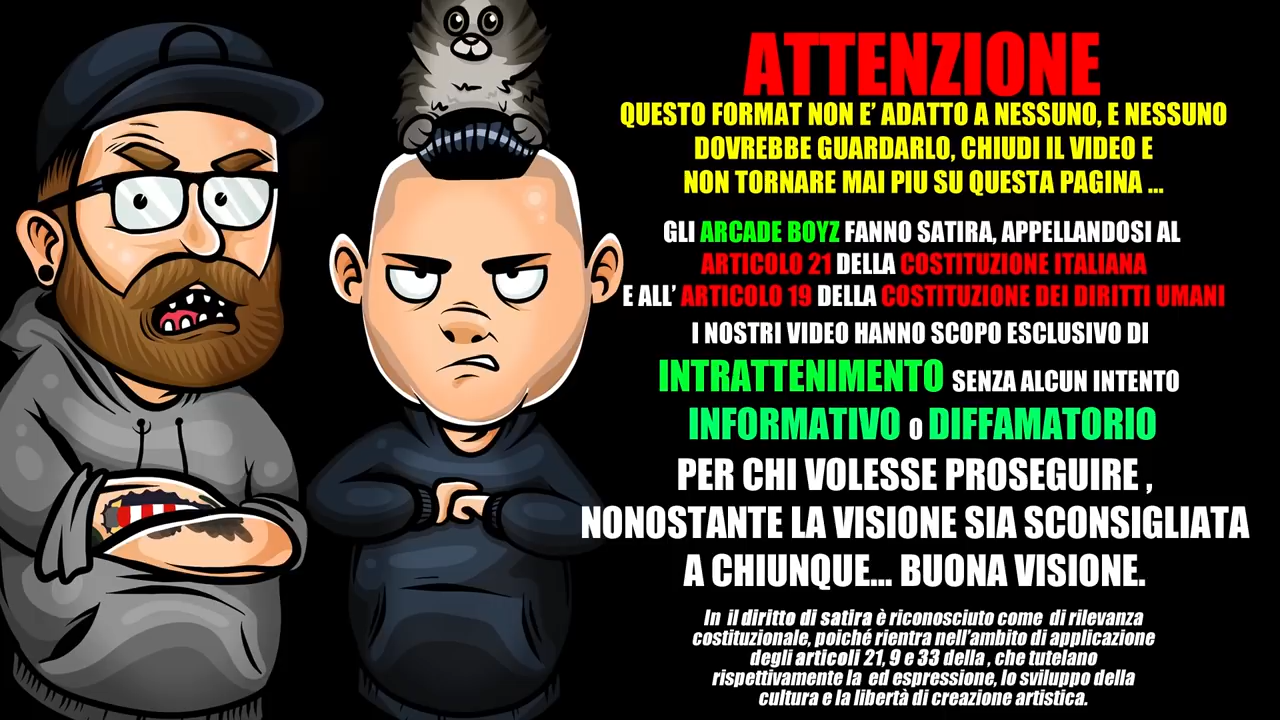 ATTENZIONE
QUESTO FORMAT NON E' ADATTO A NESSUNO, E NESSUNO
DOVREBBE GUARDARLO, CHIUDI IL VIDEO E
NON TORNARE MAI PIU SU QUESTA PAGINA ...
GLI ARCADE BOYZ FANNO SATIRA, APPELLANDOSI AL
ARTICOLO 21 DELLA COSTITUZIONE ITALIANA
E ALL' ARTICOLO 19 DELLA COSTITUZIONE DEI DIRITTI UMANI
I NOSTRI VIDEO HANNO SCOPO ESCLUSIVO DI
INTRATTENIMENTO SENZA ALCUN INTENTO
INFORMATIVO O DIFFAMATORIO
PER CHI VOLESSE PROSEGUIRE ,
NONOSTANTE LA VISIONE SIA SCONSIGLIATA
A CHIUNQUE... BUONA VISIONE.
In il diritto di satira è riconosciuto come di rilevanza
costituzionale, poiché rientra nell'ambito di applicazione
degli articoli 21, 9 e 33 della , che tutelano
rispettivamente la ed espressione, lo sviluppo della
cultura e la libertà di creazione artistica.